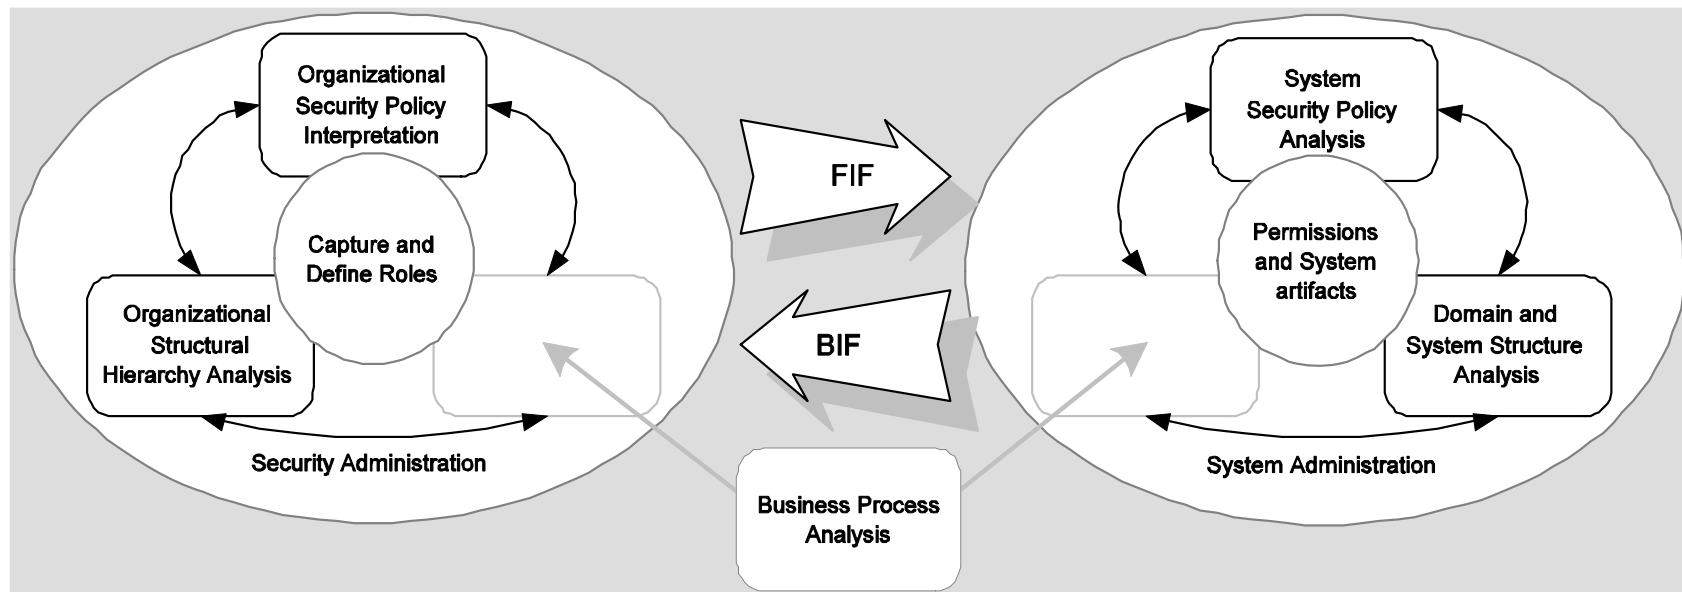 Organizational
Security Policy
Interpretation
Capture and
Define Roles
Organizational
Structural
Hierarchy Analysis
Security Administration
FIF
BIF
Business Process
Analysis
System
Security Policy
Analysis
Permissions
and System
artifacts
Domain and
System Structure
Analysis
System Administration